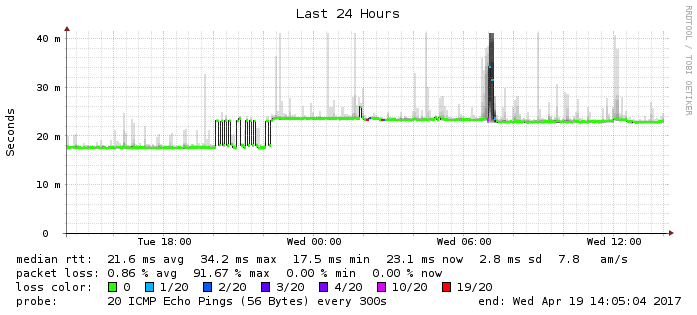 Last 24 Hours
RRDTOOL / TOBI OETIKER
Seconds
40 m
30 m
20 m
10 m
0
Tue 18:00 Wed 00:00 Wed 06:00 Wed 12:00
median rtt: 21.6 ms avg 34.2 ms max 17.5 ms min 23.1 ms now 2.8 ms sd 7.8 am/s
packet loss: 0.86 % avg 91.67 % max 0.00 % min 0.00 % now
loss color: 0 1/20 2/20 3/20 4/20 10/20 19/20
probe: 20 ICMP Echo Pings (56 Bytes) every 300s end: Wed Apr 19 14:05:04 2017